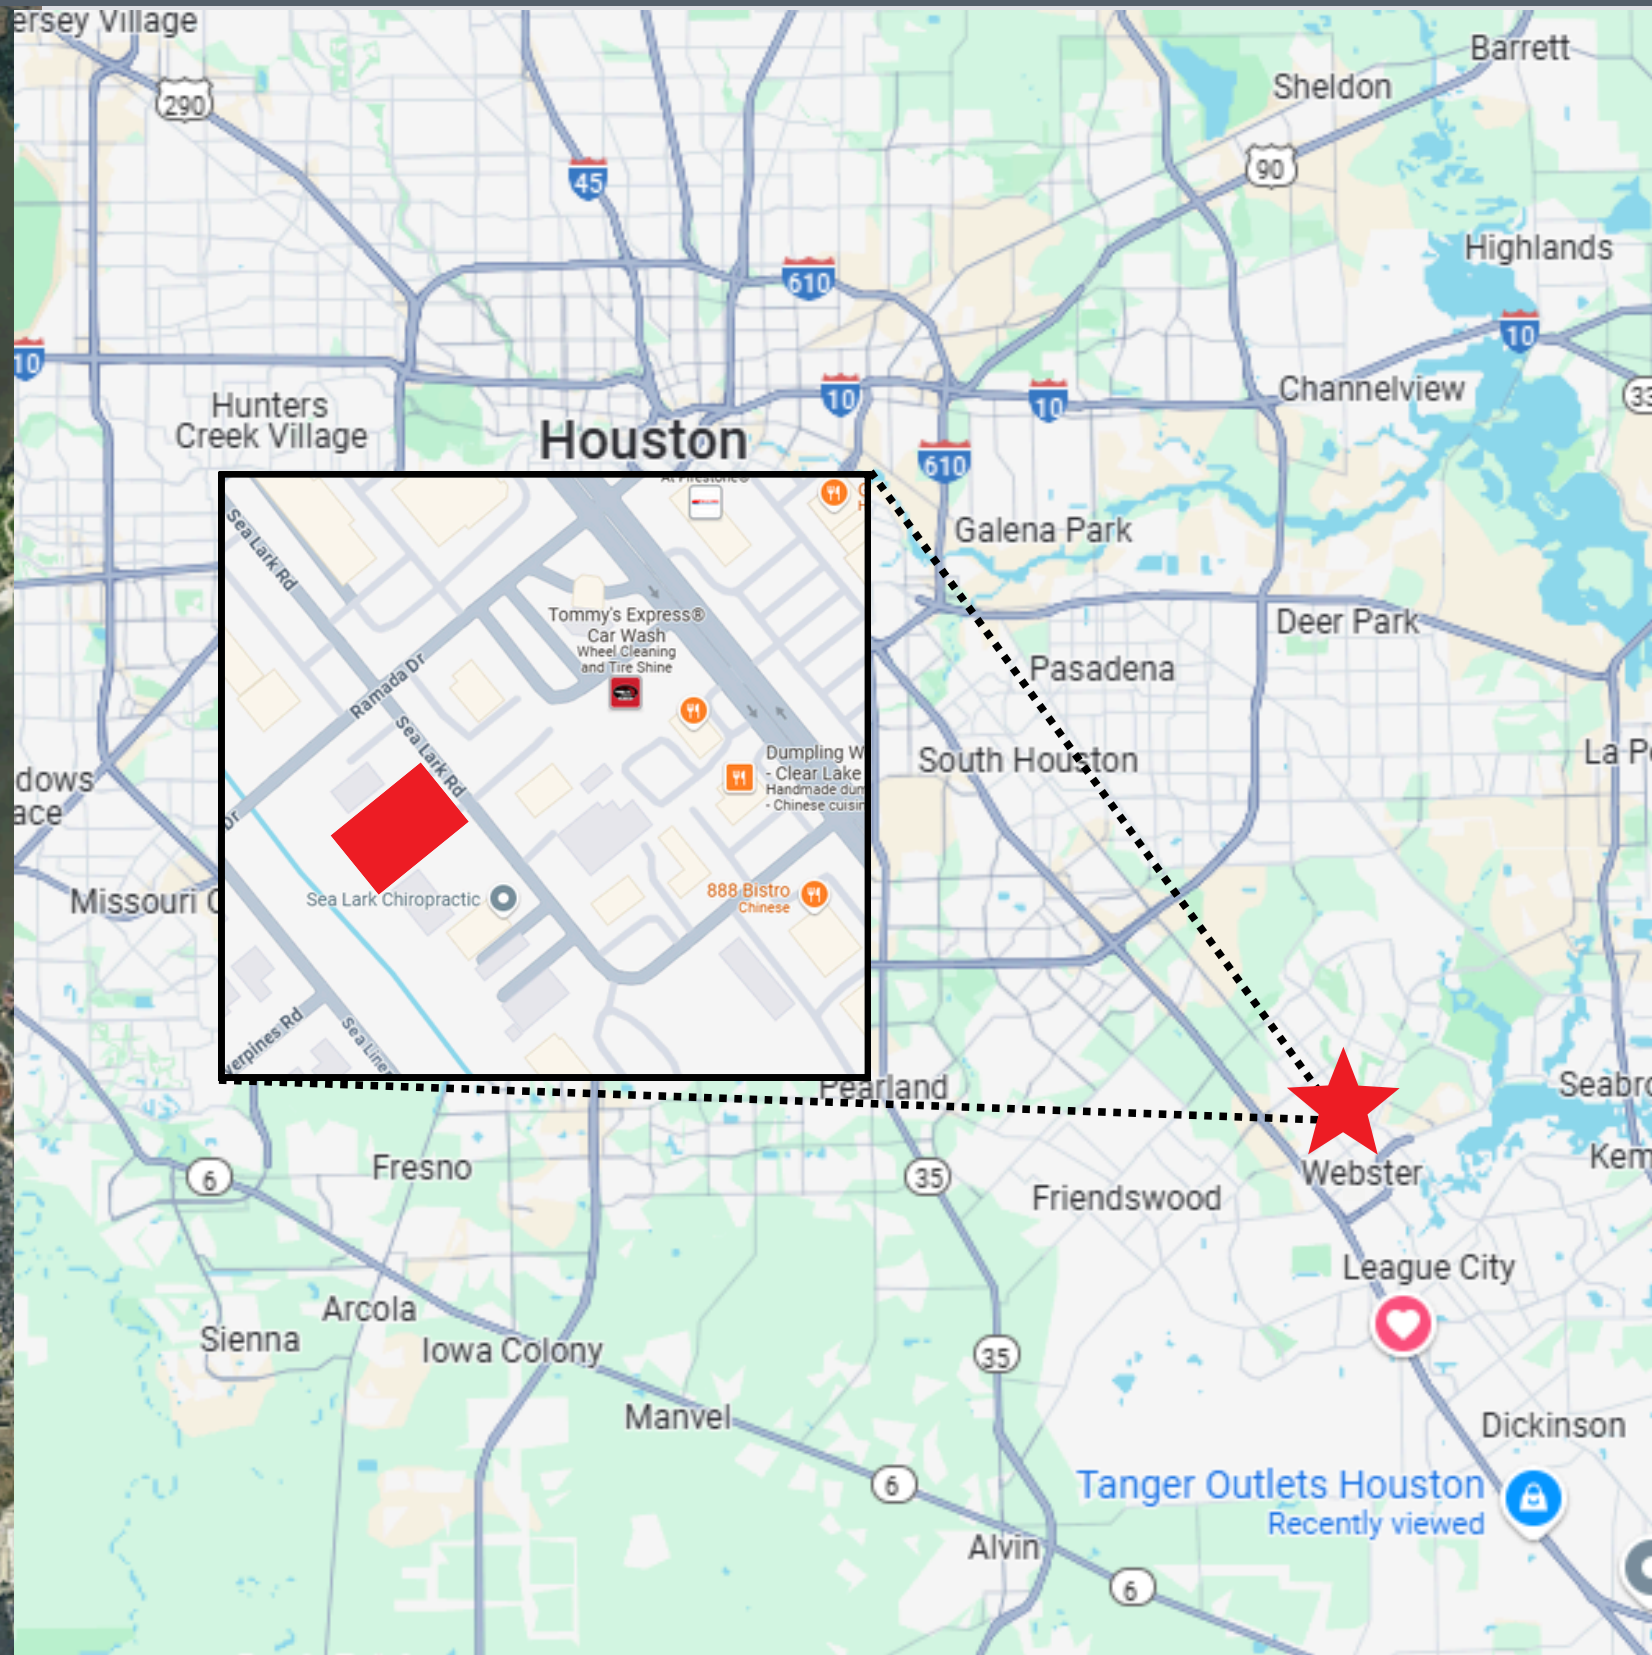 ersey Village
Barrett
Sheldon
290
90
45
Highlands
610
10
10
Channelview
10
10
33
Hunters
Creek Village
Houston
610
Galena Park
Sea Lark Rd
Tommy's Express®
Car Wash
Wheel Cleaning
and Tire Shine
Deer Park
Ramada Dr
Pasadena
Sea Lark Rd
Dumpling W
- Clear Lake
Handmade dum
- Chinese cuisin
South Houston
La Po
dows
ace
Dr
Missouri C
Sea Lark Chiropractic
888 Bistro
Chinese
erpines Rd
Sea Liner
Pearland
Seabro
Fresno
6
35
Webster
Kem
Friendswood
League City
Arcola
Sienna
Iowa Colony
35
Manvel
Dickinson
6
Tanger Outlets Houston
Recently viewed
Alvin
6